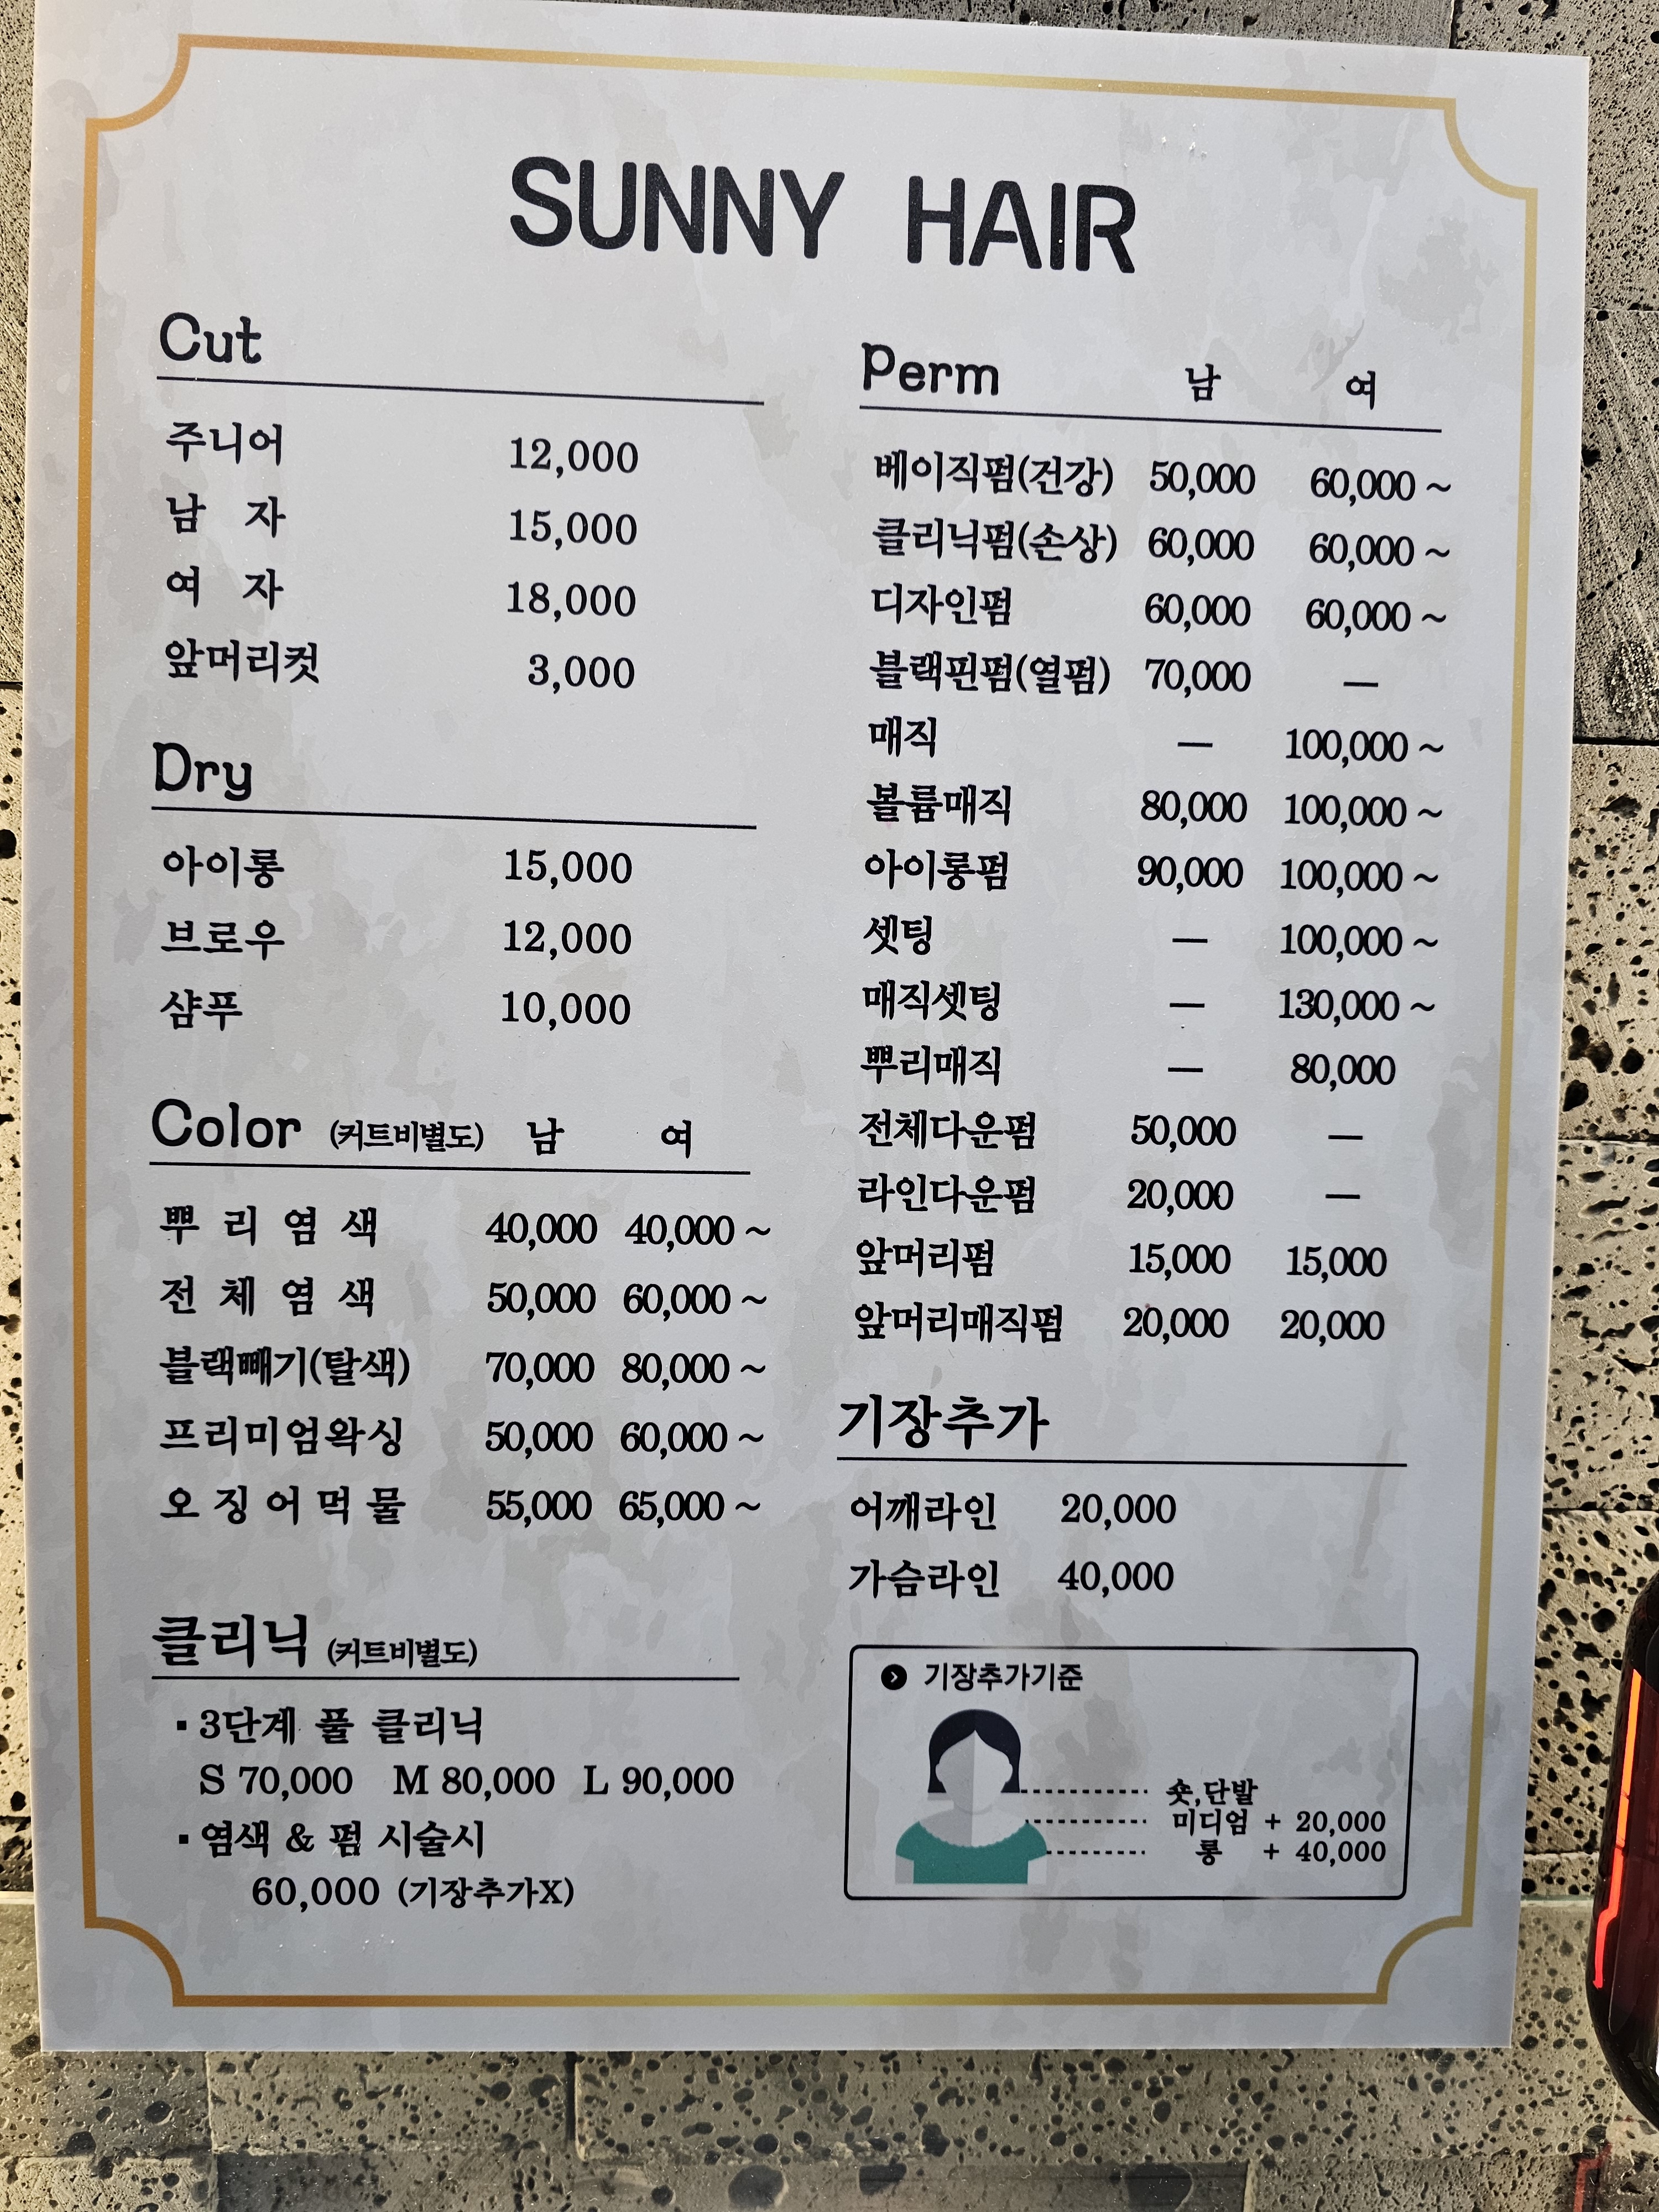 SUNNY HAIR
Cut
주니어 12,000
남 자 15,000
여 자 18,000
앞머리컷 3,000
Dry
아이롱 15,000
브로우 12,000
샴푸 10,000
Color (커트비별도) 남 여
뿌 리 염 색 40,000 40,000 ~
전 체 염 색 50,000 60,000 ~
블랙빼기(탈색) 70,000 80,000 ~
프리미엄왁싱 50,000 60,000 ~
오 징 어 먹 물 55,000 65,000 ~
클리닉 (커트비별도)
▪ 3단계 풀 클리닉
S 70,000 M 80,000 L 90,000
▪ 염색 & 펌 시술시
60,000 (기장추가X)
Perm 남 여
베이직펌(건강) 50,000 60,000 ~
클리닉펌(손상) 60,000 60,000 ~
디자인펌 60,000 60,000 ~
블랙핀펌(열펌) 70,000 —
매직 — 100,000 ~
볼륨매직 80,000 100,000 ~
아이롱펌 90,000 100,000 ~
셋팅 — 100,000 ~
매직셋팅 — 130,000 ~
뿌리매직 — 80,000
전체다운펌 50,000 —
라인다운펌 20,000 —
앞머리펌 15,000 15,000
앞머리매직펌 20,000 20,000
기장추가
어깨라인 20,000
가슴라인 40,000
기장추가기준
숏,단발
미디엄 + 20,000
롱 + 40,000